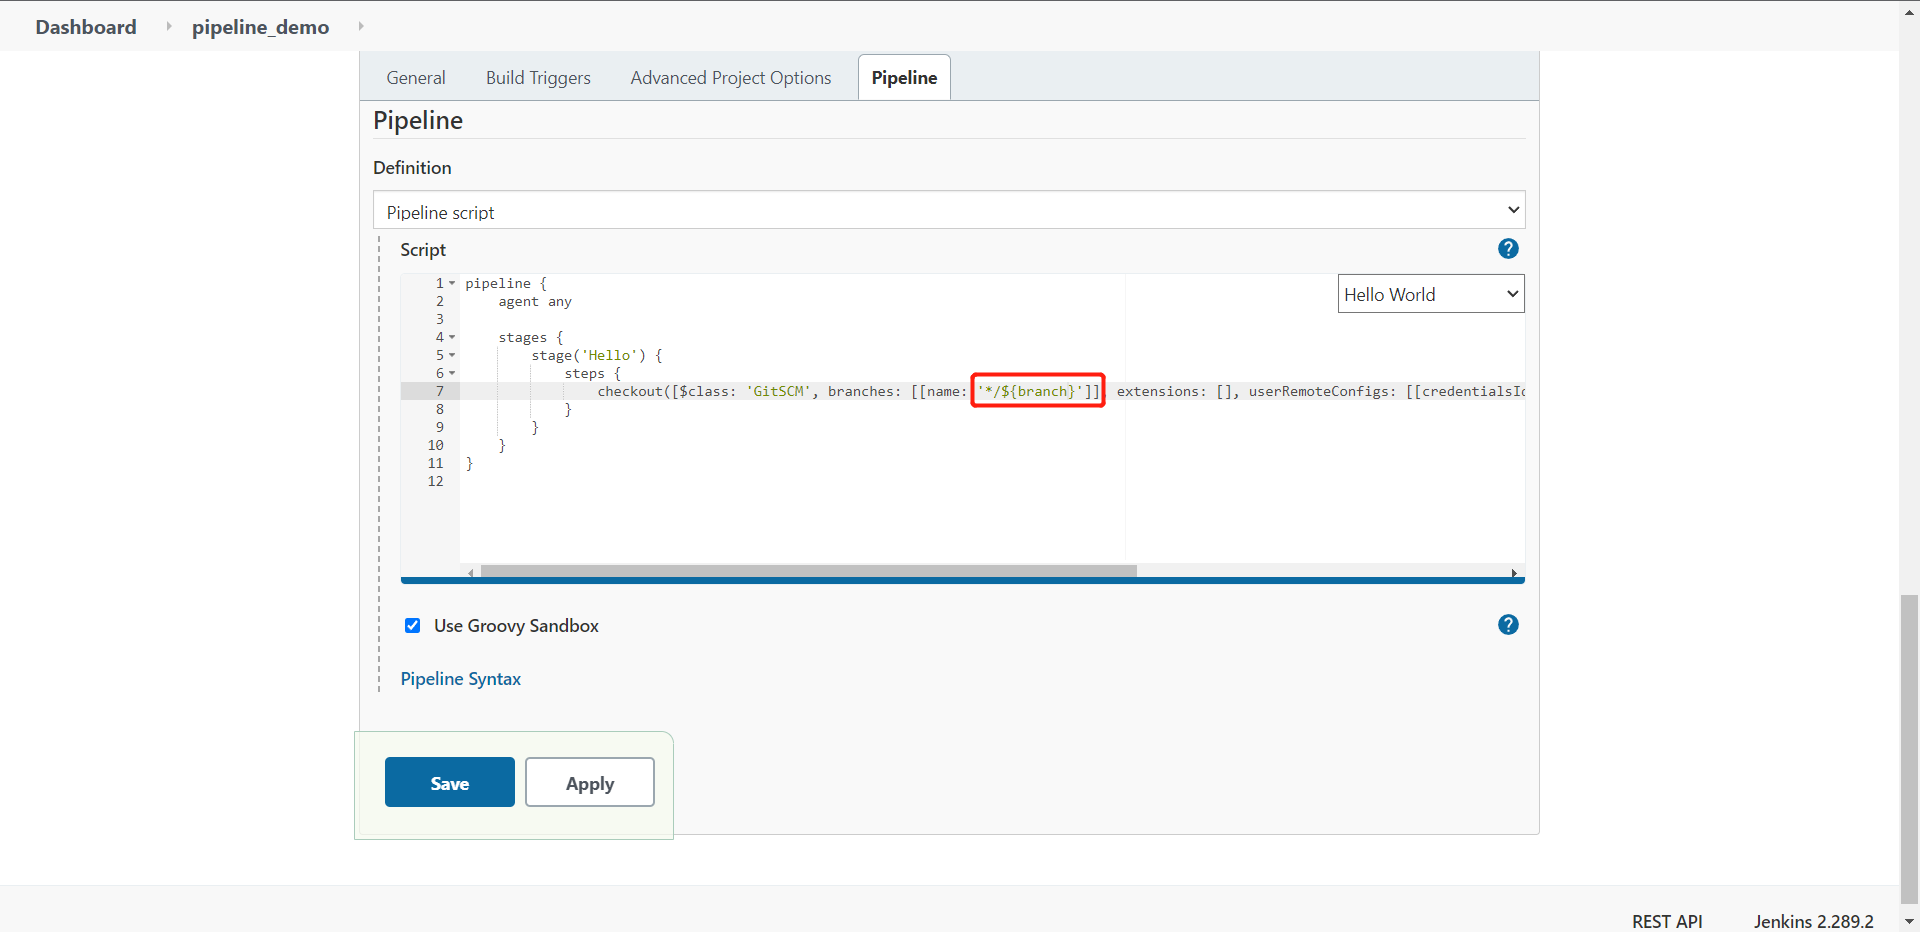 Dashboard pipeline_demo
General Build Triggers Advanced Project Options Pipeline
Pipeline
Definition
Pipeline script
Script
?
Hello World
1 pipeline {
2     agent any
3
4     stages {
5         stage('Hello') {
6             steps {
7                 checkout([$class: 'GitSCM', branches: [[name: '*/${branch}']], extensions: [], userRemoteConfigs: [[credentialsId
8             }
9         }
10     }
11 }
12
Use Groovy Sandbox
?
Pipeline Syntax
Save Apply
REST API Jenkins 2.289.2